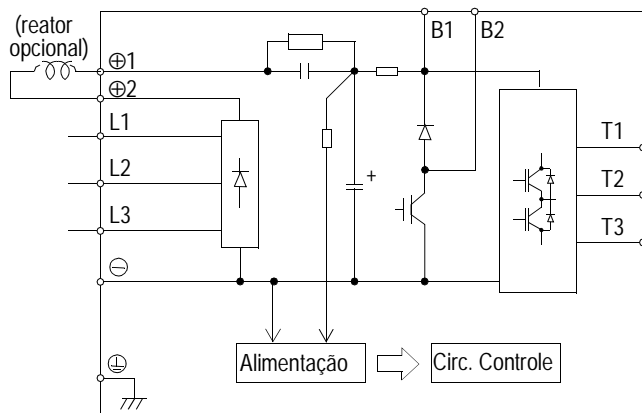 (reator
opcional)
⊕1
⊕2
L1
L2
L3
⊖
B1
B2
+
T1
T2
T3
Alimentação
Circ. Controle